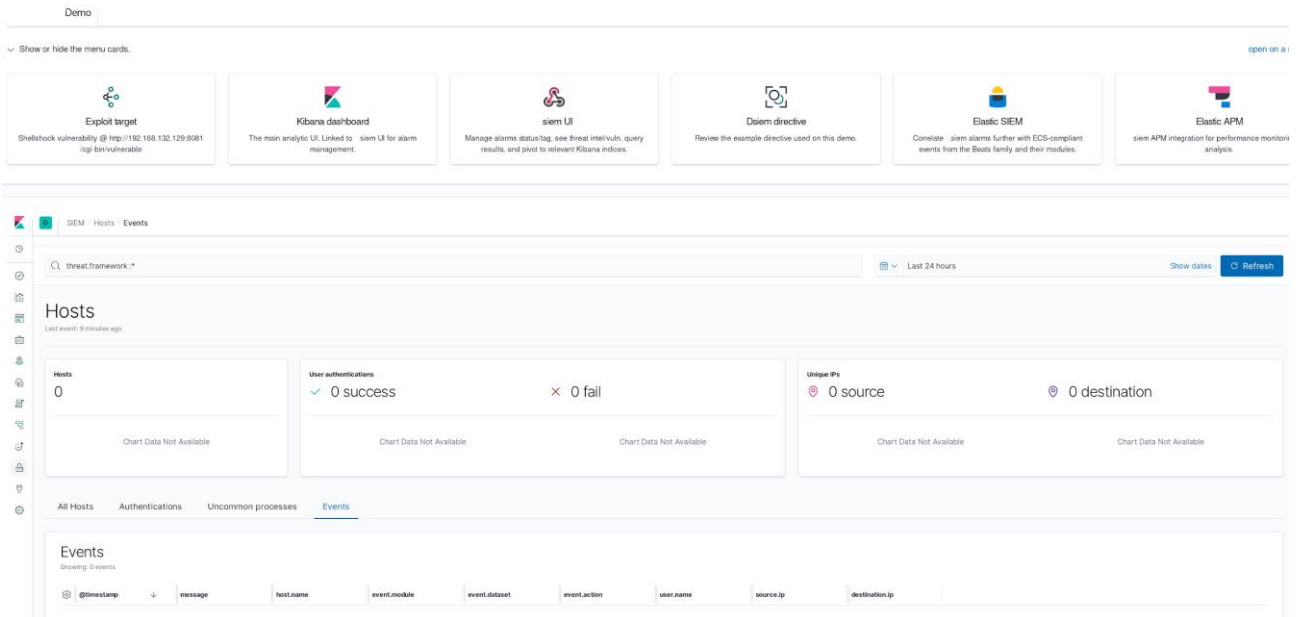 Demo
Show or hide the menu cards.
open on a
Exploit target
Shellshock vulnerability @ http://192.168.132.129:8081
/cgi-bin/vulnerable
Kibana dashboard
The main analytic UI. Linked to siem UI for alarm
management.
siem UI
Manage alarms status/tag, see threat intel/vuln. query
results, and pivot to relevant Kibana indices.
Dsiem directive
Review the example directive used on this demo.
Elastic SIEM
Correlate siem alarms further with ECS-compliant
events from the Beats family and their modules.
Elastic APM
siem APM integration for performance monitorin
analysis.
D
SIEM / Hosts / Events
threat.framework :*
Last 24 hours
Show dates
Refresh
Hosts
Last event: 9 minutes ago
Hosts
0
Chart Data Not Available
User authentications
0 success
0 fail
Chart Data Not Available
Chart Data Not Available
Unique IPs
0 source
0 destination
Chart Data Not Available
Chart Data Not Available
All Hosts Authentications Uncommon processes Events
Events
Showing: 0 events
@timestamp message host.name event.module event.dataset event.action user.name source.ip destination.ip